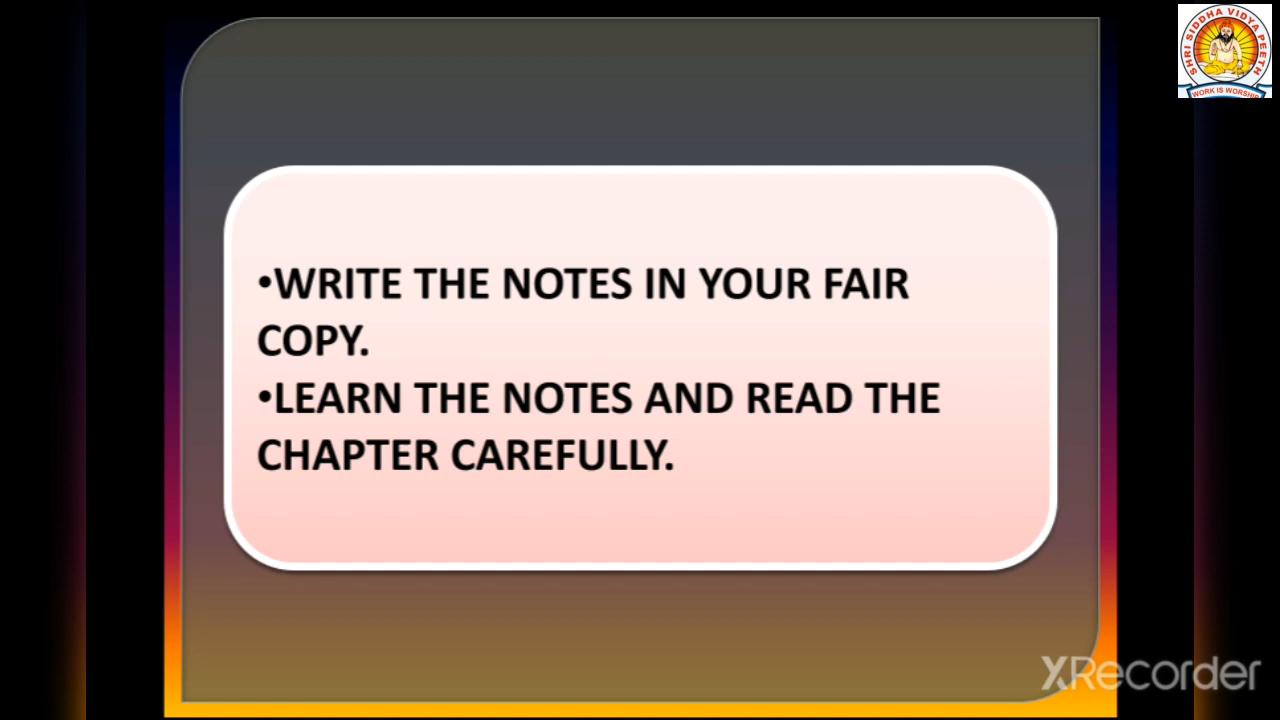 SHRI SIDDHA VIDYA PEETH
WORK IS WORSHIP
•WRITE THE NOTES IN YOUR FAIR
COPY.
•LEARN THE NOTES AND READ THE
CHAPTER CAREFULLY.
XRecorder